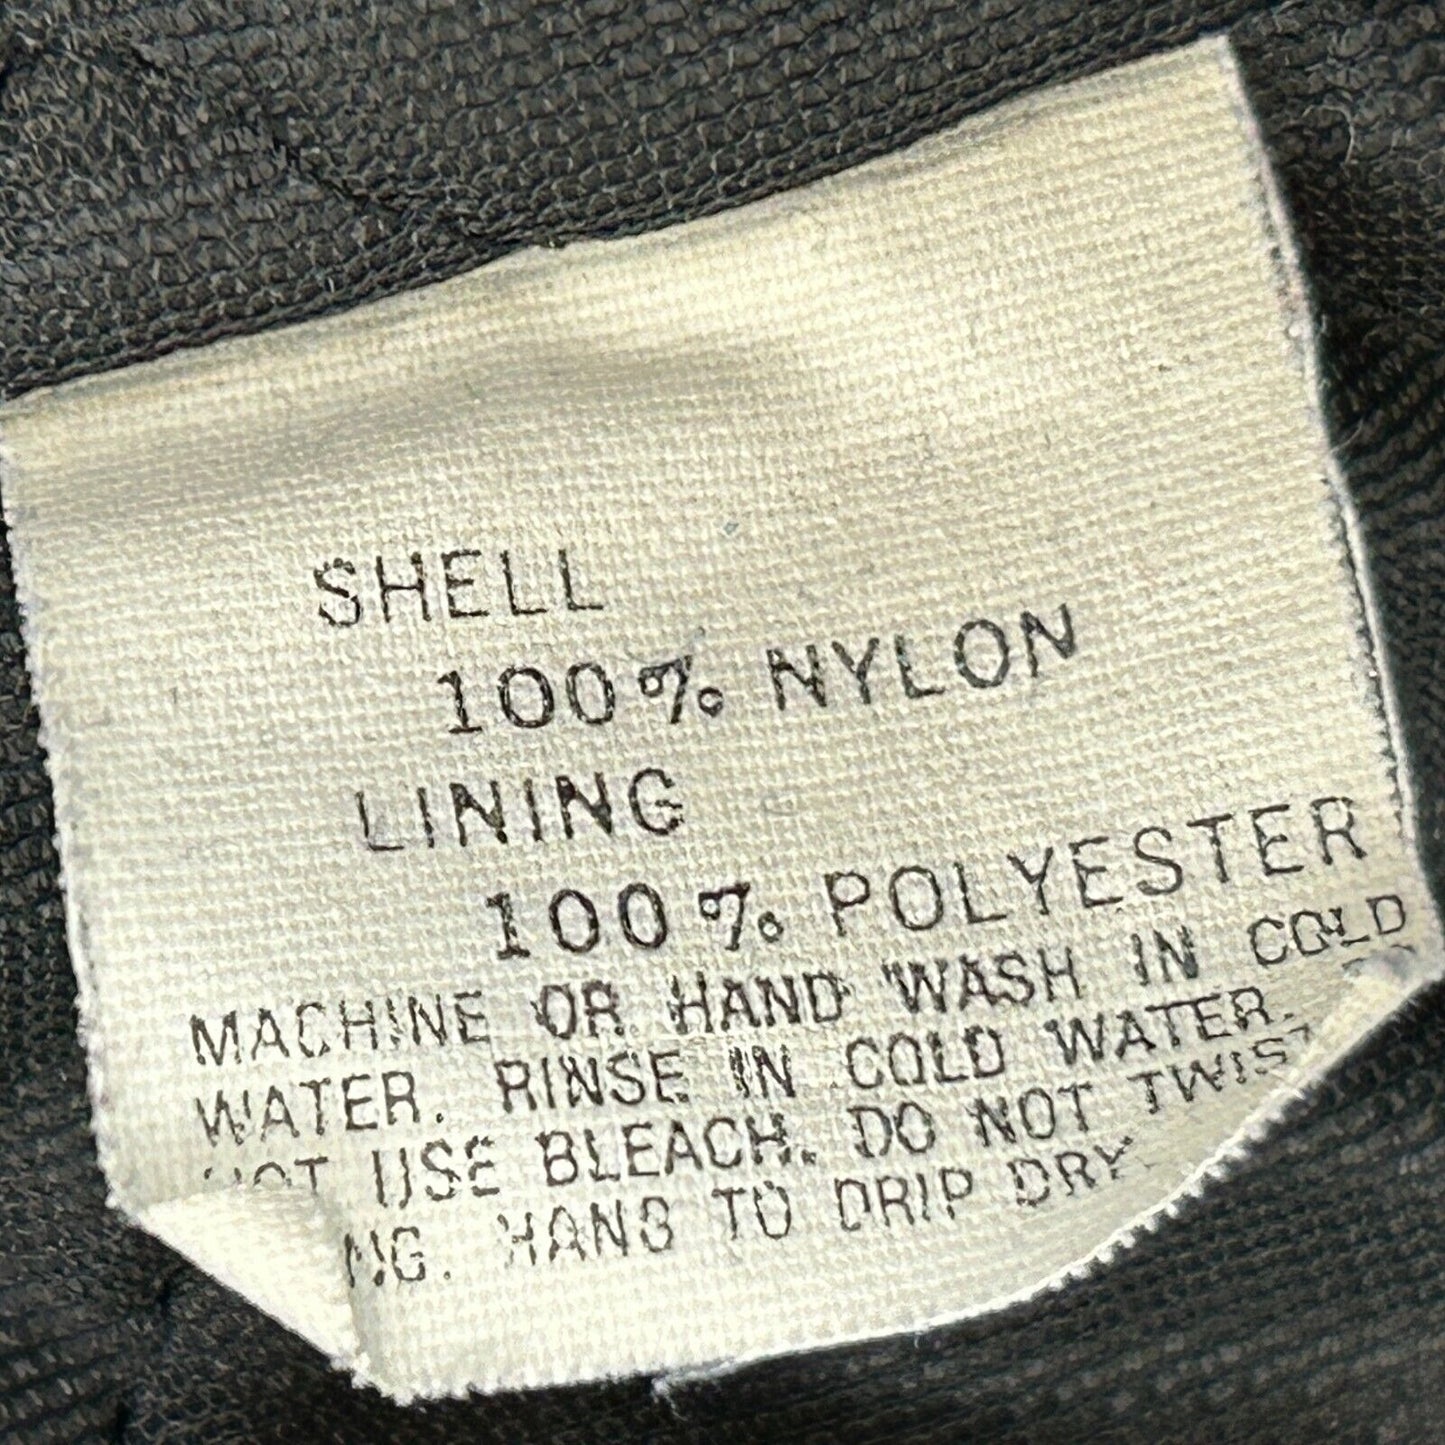 SHELL
100% NYLON
LINING
100% POLYESTER
MACHINE OR HAND WASH IN COLD
WATER. RINSE IN COLD WATER.
NOT USE BLEACH. DO NOT TWIST
HANG TO DRIP DRY